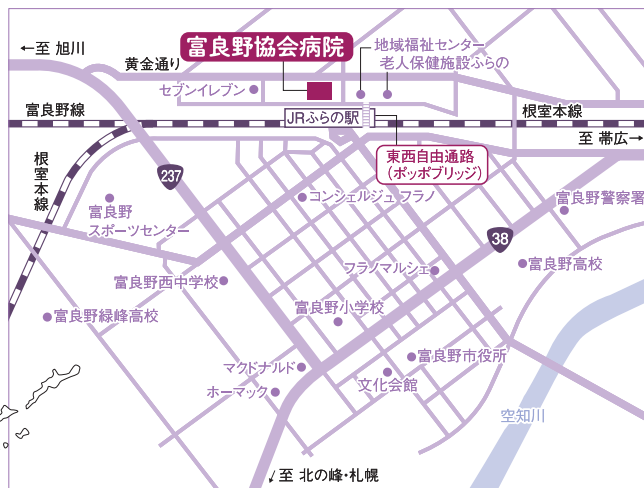 ←至 旭川
黄金通り
富良野協会病院
地域福祉センター
老人保健施設ふらの
セブンイレブン
富良野線
JRふらの駅
根室本線
至 帯広→
東西自由通路
（ポッポブリッジ）
根室本線
237
富良野
スポーツセンター
コンシェルジュ フラノ
富良野警察署
38
富良野西中学校
フラノマルシェ
富良野高校
富良野緑峰高校
富良野小学校
マクドナルド
富良野市役所
ホーマック
文化会館
空知川
↙至 北の峰・札幌